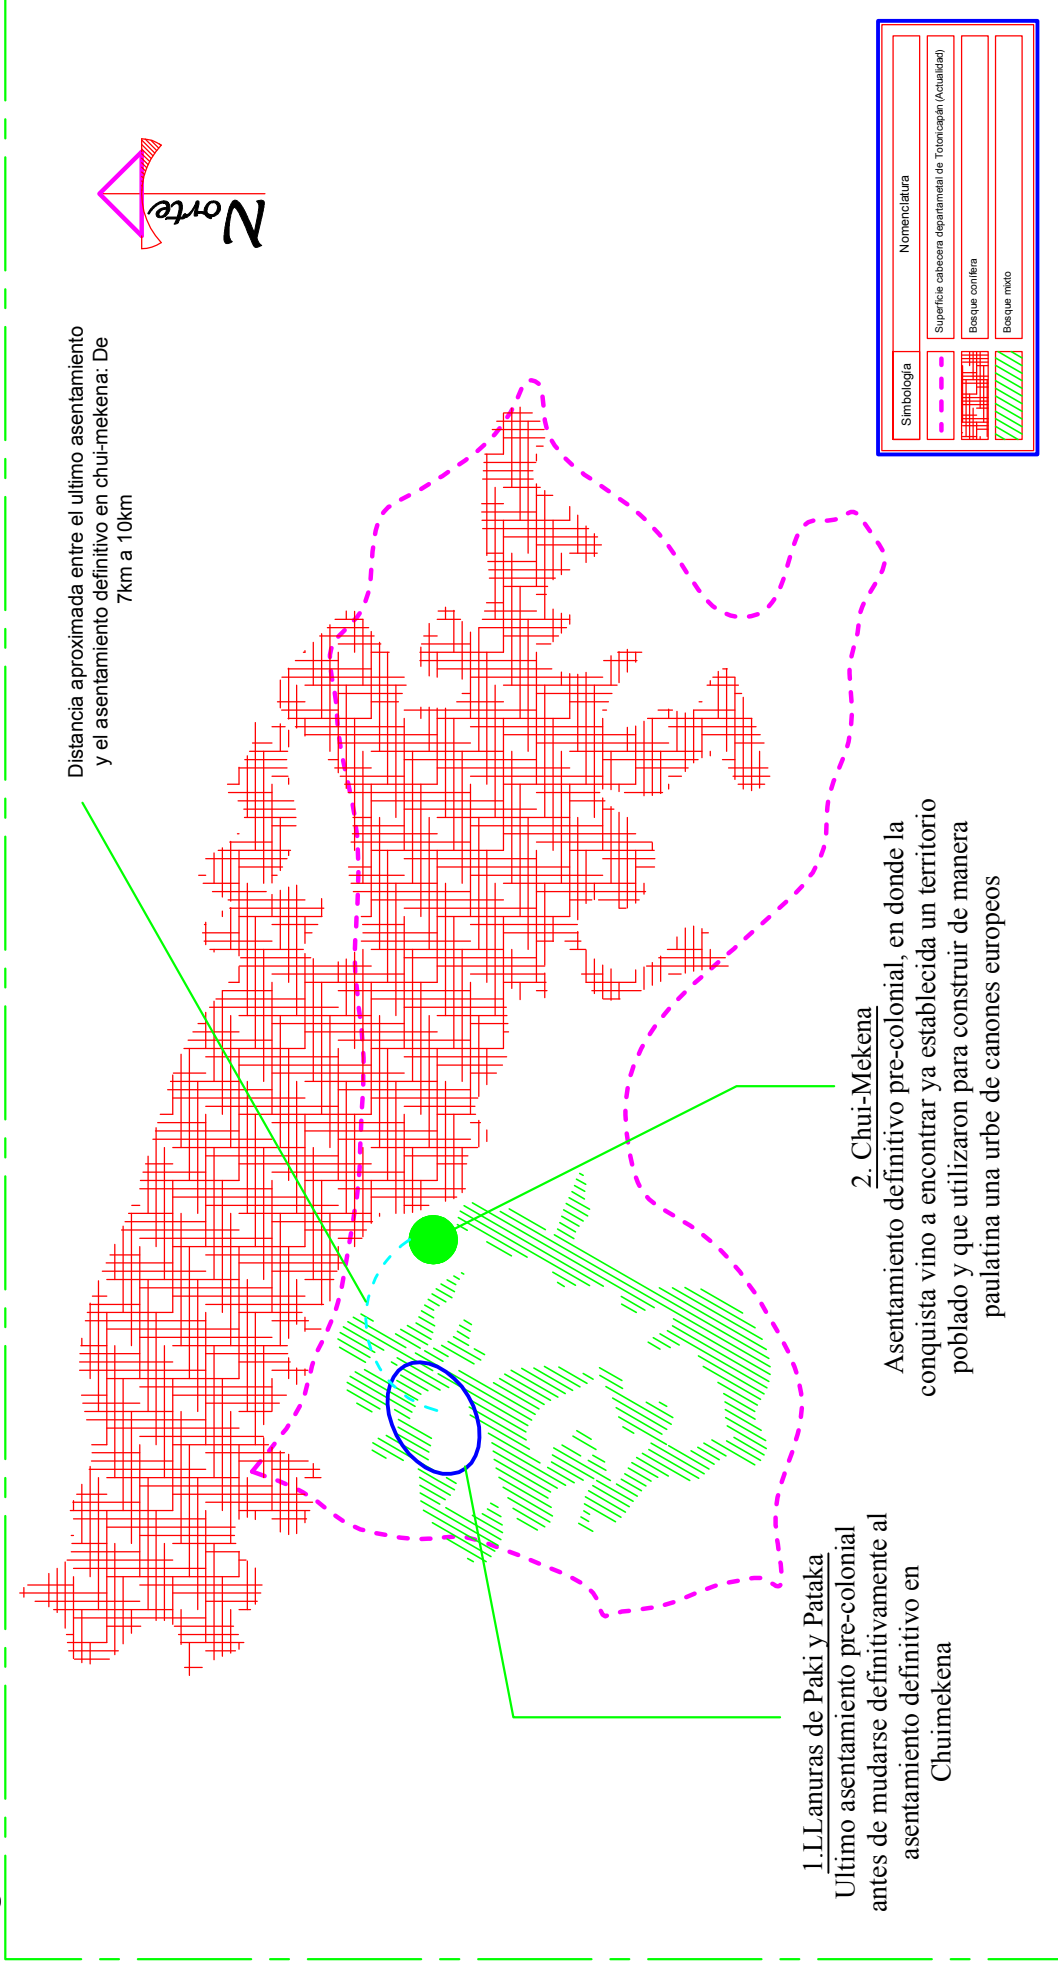 Norte
Distancia aproximada entre el ultimo asentamiento
y el asentamiento definitivo en chui-mekena: De
7km a 10km
1.LLanuras de Paki y Pataka
Ultimo asentamiento pre-colonial
antes de mudarse definitivamente al
asentamiento definitivo en
Chuimekena
2. Chui-Mekena
Asentamiento definitivo pre-colonial, en donde la
conquista vino a encontrar ya establecida un territorio
poblado y que utilizaron para construir de manera
paulatina una urbe de canones europeos
Simbología
Nomenclatura
Superficie cabecera departametal de Totonicapán (Actualidad)
Bosque conífera
Bosque mixto